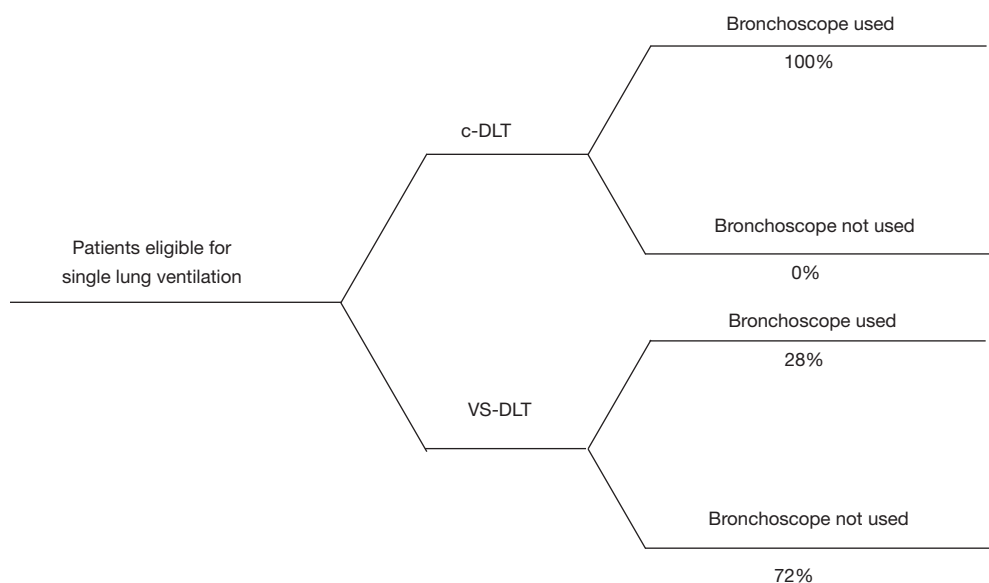 Bronchoscope used
100%
c-DLT
Bronchoscope not used
0%
Patients eligible for
single lung ventilation
Bronchoscope used
28%
VS-DLT
Bronchoscope not used
72%